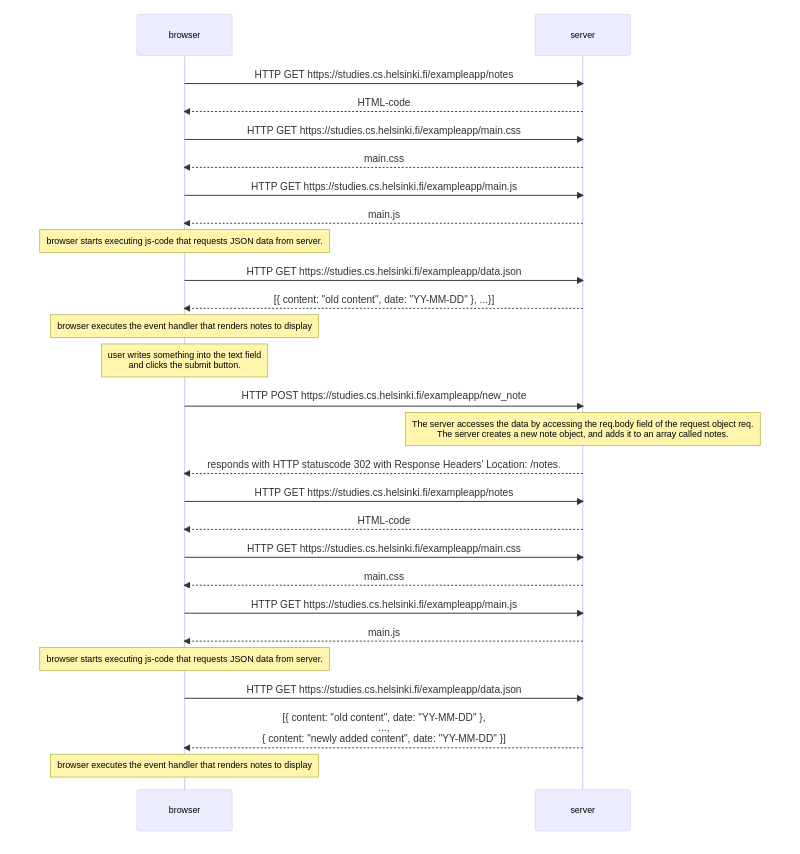 browser
server
HTTP GET https://studies.cs.helsinki.fi/exampleapp/notes
HTML-code
HTTP GET https://studies.cs.helsinki.fi/exampleapp/main.css
main.css
HTTP GET https://studies.cs.helsinki.fi/exampleapp/main.js
main.js
browser starts executing js-code that requests JSON data from server.
HTTP GET https://studies.cs.helsinki.fi/exampleapp/data.json
[{ content: "old content", date: "YY-MM-DD" }, ...}]
browser executes the event handler that renders notes to display
user writes something into the text field
and clicks the submit button.
HTTP POST https://studies.cs.helsinki.fi/exampleapp/new_note
The server accesses the data by accessing the req.body field of the request object req.
The server creates a new note object, and adds it to an array called notes.
responds with HTTP statuscode 302 with Response Headers' Location: /notes.
HTTP GET https://studies.cs.helsinki.fi/exampleapp/notes
HTML-code
HTTP GET https://studies.cs.helsinki.fi/exampleapp/main.css
main.css
HTTP GET https://studies.cs.helsinki.fi/exampleapp/main.js
main.js
browser starts executing js-code that requests JSON data from server.
HTTP GET https://studies.cs.helsinki.fi/exampleapp/data.json
[{ content: "old content", date: "YY-MM-DD" },
...,
{ content: "newly added content", date: "YY-MM-DD" }]
browser executes the event handler that renders notes to display
browser
server